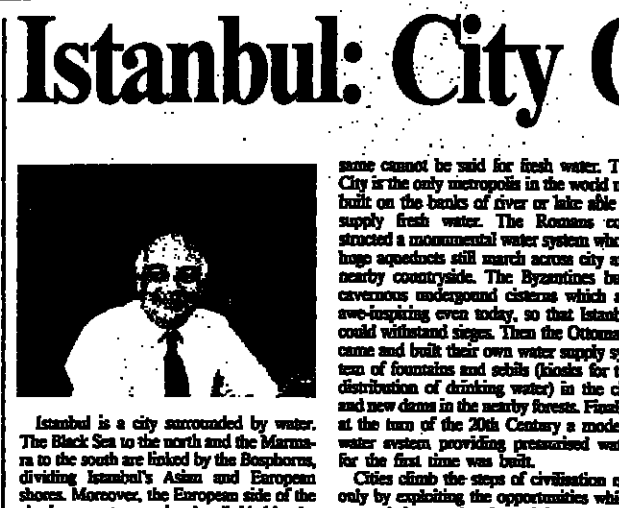 Istanbul: City
Istanbul is a city surrounded by water.
The Black Sea to the north and the Marma-
ra to the south are linked by the Bosphorus,
dividing Istanbul's Asian and European
shores. Moreover, the European side of the
same cannot be said for fresh water. T
City is the only metropolis in the world n
built on the banks of river or lake able
supply fresh water. The Romans co
structed a monumental water system who
huge aqueducts still march across city a
nearby countryside. The Byzantines bu
cavernous undergound cisterns which a
awe-inspiring even today, so that Istanb
could withstand sieges. Then the Ottoma
came and built their own water supply sy
tem of fountains and sebils (kiosks for t
distribution of drinking water) in the ci
and new dams in the nearby forests. Final
at the turn of the 20th Century a mode
water system providing pressurised wat
for the first time was built.
Cities climb the steps of civilisation n
only by exploiting the opportunities whi